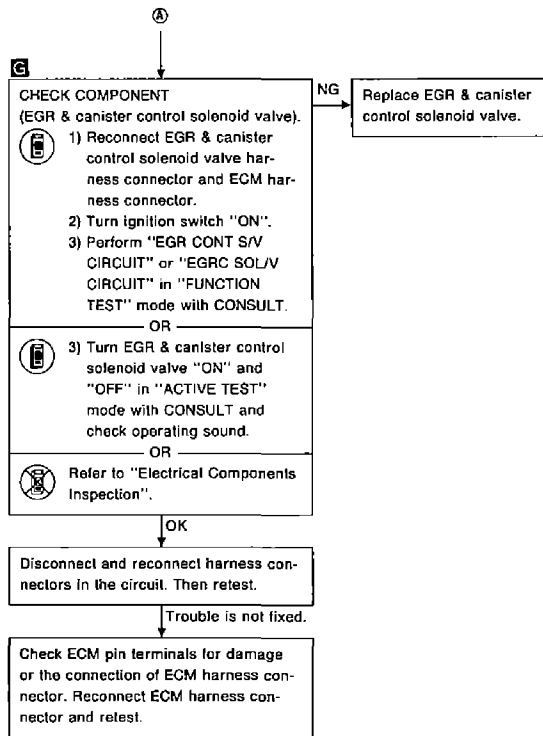 A
G
CHECK COMPONENT
(EGR & canister control solenoid valve).
1) Reconnect EGR & canister
control solenoid valve har-
ness connector and ECM har-
ness connector.
2) Turn ignition switch "ON".
3) Perform "EGR CONT S/V
CIRCUIT" or "EGRC SOL/V
CIRCUIT" in "FUNCTION
TEST" mode with CONSULT.
OR
3) Turn EGR & canister control
solenoid valve "ON" and
"OFF" in "ACTIVE TEST"
mode with CONSULT and
check operating sound.
OR
Refer to "Electrical Components
Inspection".
NG
Replace EGR & canister
control solenoid valve.
OK
Disconnect and reconnect harness con-
nectors in the circuit. Then retest.
Trouble is not fixed.
Check ECM pin terminals for damage
or the connection of ECM harness con-
nector. Reconnect ECM harness con-
nector and retest.